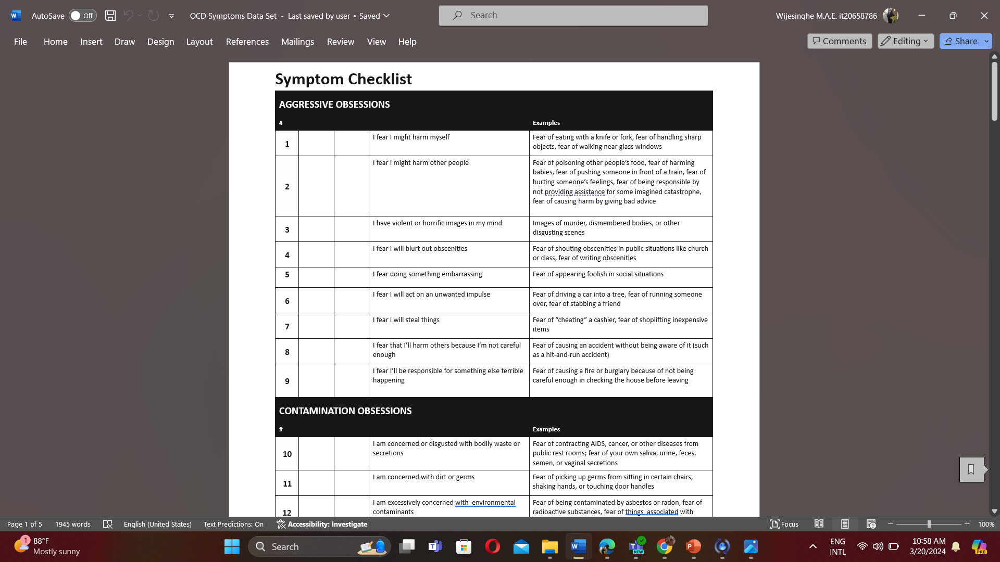 AutoSave Off OCD Symptoms Data Set - Last saved by user • Saved Search Wijesinghe M.A.E. it20658786
File Home Insert Draw Design Layout References Mailings Review View Help Comments Editing Share
Symptom Checklist
AGGRESSIVE OBSESSIONS
# Examples
1 I fear I might harm myself Fear of eating with a knife or fork, fear of handling sharp
objects, fear of walking near glass windows
2 I fear I might harm other people Fear of poisoning other people's food, fear of harming
babies, fear of pushing someone in front of a train, fear of
hurting someone's feelings, fear of being responsible by
not providing assistance for some imagined catastrophe,
fear of causing harm by giving bad advice
3 I have violent or horrific images in my mind Images of murder, dismembered bodies, or other
disgusting scenes
4 I fear I will blurt out obscenities Fear of shouting obscenities in public situations like church
or class, fear of writing obscenities
5 I fear doing something embarrassing Fear of appearing foolish in social situations
6 I fear I will act on an unwanted impulse Fear of driving a car into a tree, fear of running someone
over, fear of stabbing a friend
7 I fear I will steal things Fear of “cheating” a cashier, fear of shoplifting inexpensive
items
8 I fear that I’ll harm others because I’m not careful Fear of causing an accident without being aware of it (such
enough as a hit-and-run accident)
9 I fear I’ll be responsible for something else terrible Fear of causing a fire or burglary because of not being
happening careful enough in checking the house before leaving
CONTAMINATION OBSESSIONS
# Examples
10 I am concerned or disgusted with bodily waste or Fear of contracting AIDS, cancer, or other diseases from
secretions public rest rooms; fear of your own saliva, urine, feces,
semen, or vaginal secretions
11 I am concerned with dirt or germs Fear of picking up germs from sitting in certain chairs,
shaking hands, or touching door handles
12 I am excessively concerned with environmental Fear of being contaminated by asbestos or radon, fear of
contaminants radioactive substances, fear of things associated with
Page 1 of 5 1945 words English (United States) Text Predictions: On Accessibility: Investigate Focus 100%
1 88°F Search NEW ENG 10:58 AM PRE
Mostly sunny INTL 3/20/2024